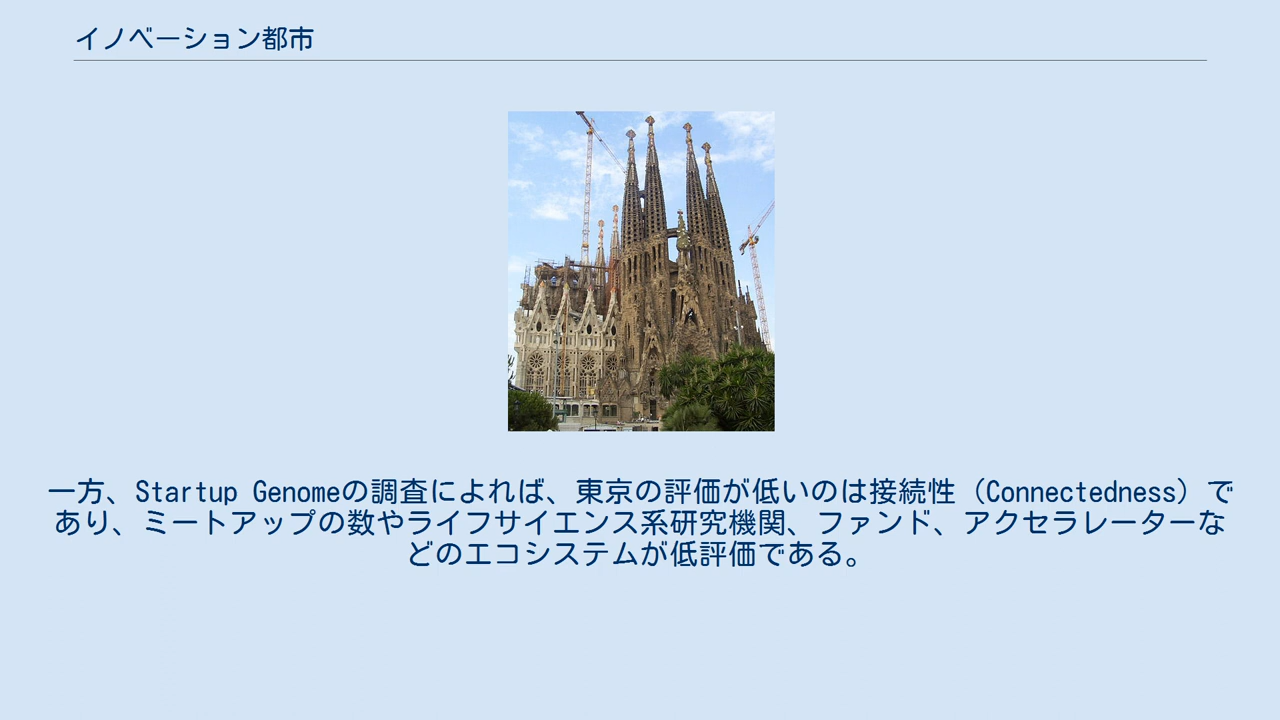 イノベーション都市
一方、Startup Genomeの調査によれば、東京の評価が低いのは接続性（Connectedness）で
あり、ミートアップの数やライフサイエンス系研究機関、ファンド、アクセラレーターな
どのエコシステムが低評価である。